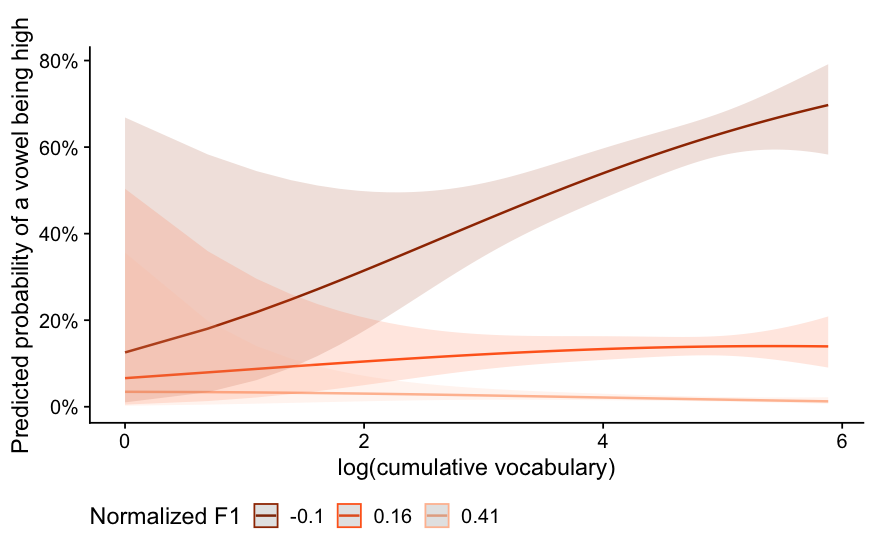 Predicted probability of a vowel being high
80%
60%
40%
20%
0%
0 2 4 6
log(cumulative vocabulary)
Normalized F1 -0.1 0.16 0.41